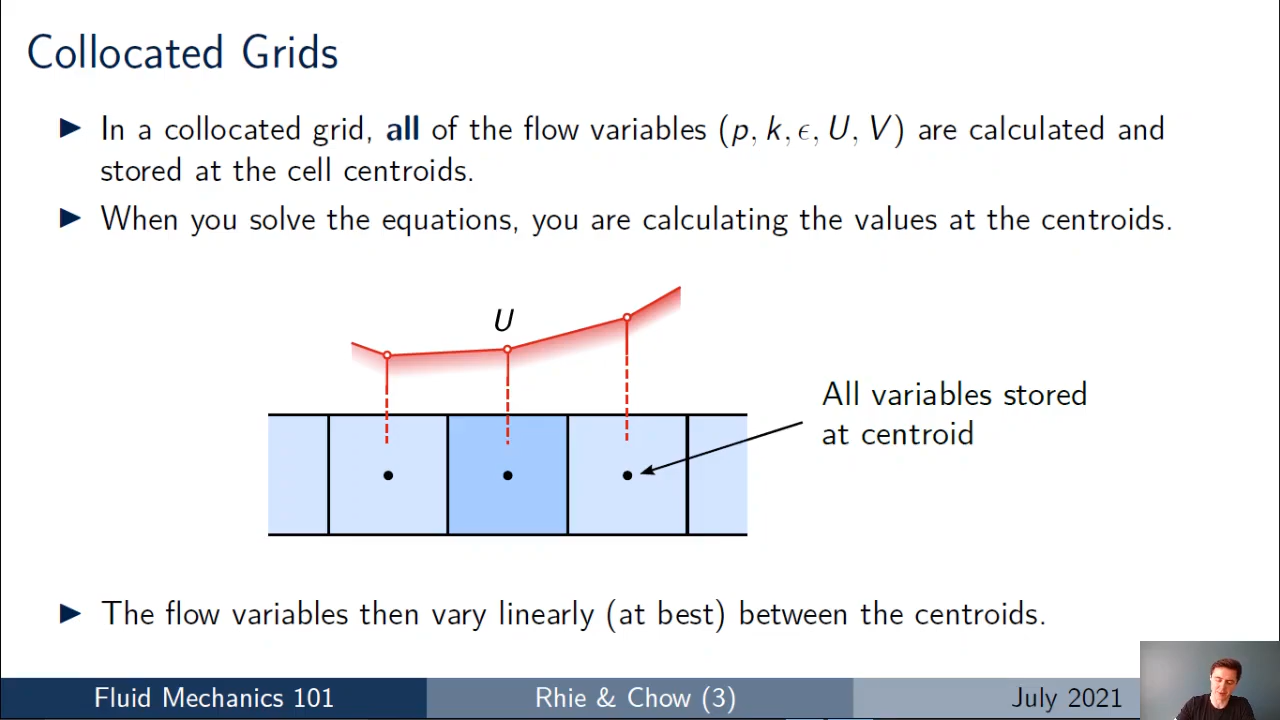 Collocated Grids
▶ In a collocated grid, all of the flow variables (p, k, ϵ, U, V) are calculated and
stored at the cell centroids.
▶ When you solve the equations, you are calculating the values at the centroids.
U
All variables stored
at centroid
▶ The flow variables then vary linearly (at best) between the centroids.
Fluid Mechanics 101
Rhie & Chow (3)
July 2021